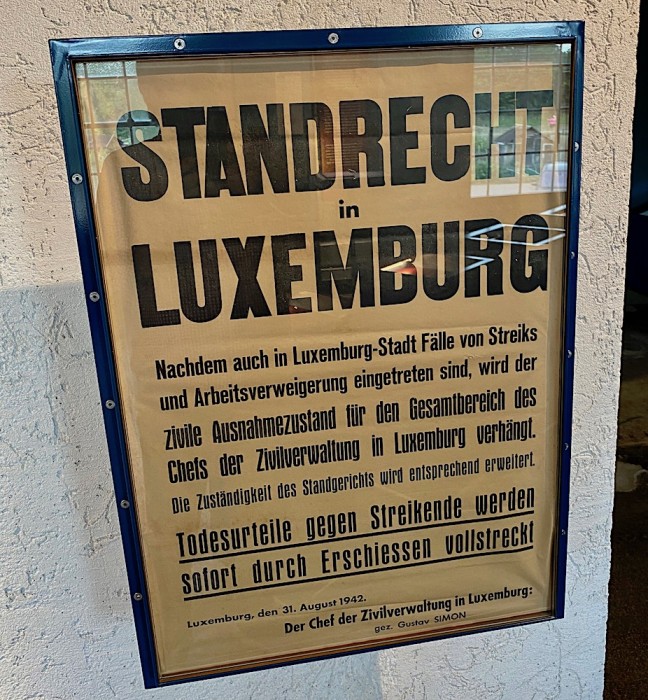 STANDRECHT
in
LUXEMBURG
Nachdem auch in Luxemburg-Stadt Fälle von Streiks
und Arbeitsverweigerung eingetreten sind, wird der
zivile Ausnahmezustand für den Gesamtbereich des
Chefs der Zivilverwaltung in Luxemburg verhängt.
Die Zuständigkeit des Standgerichts wird entsprechend erweitert.
Todesurteile gegen Streikende werden
sofort durch Erschiessen vollstreckt
Luxemburg, den 31. August 1942.
Der Chef der Zivilverwaltung in Luxemburg:
gez. Gustav SIMON